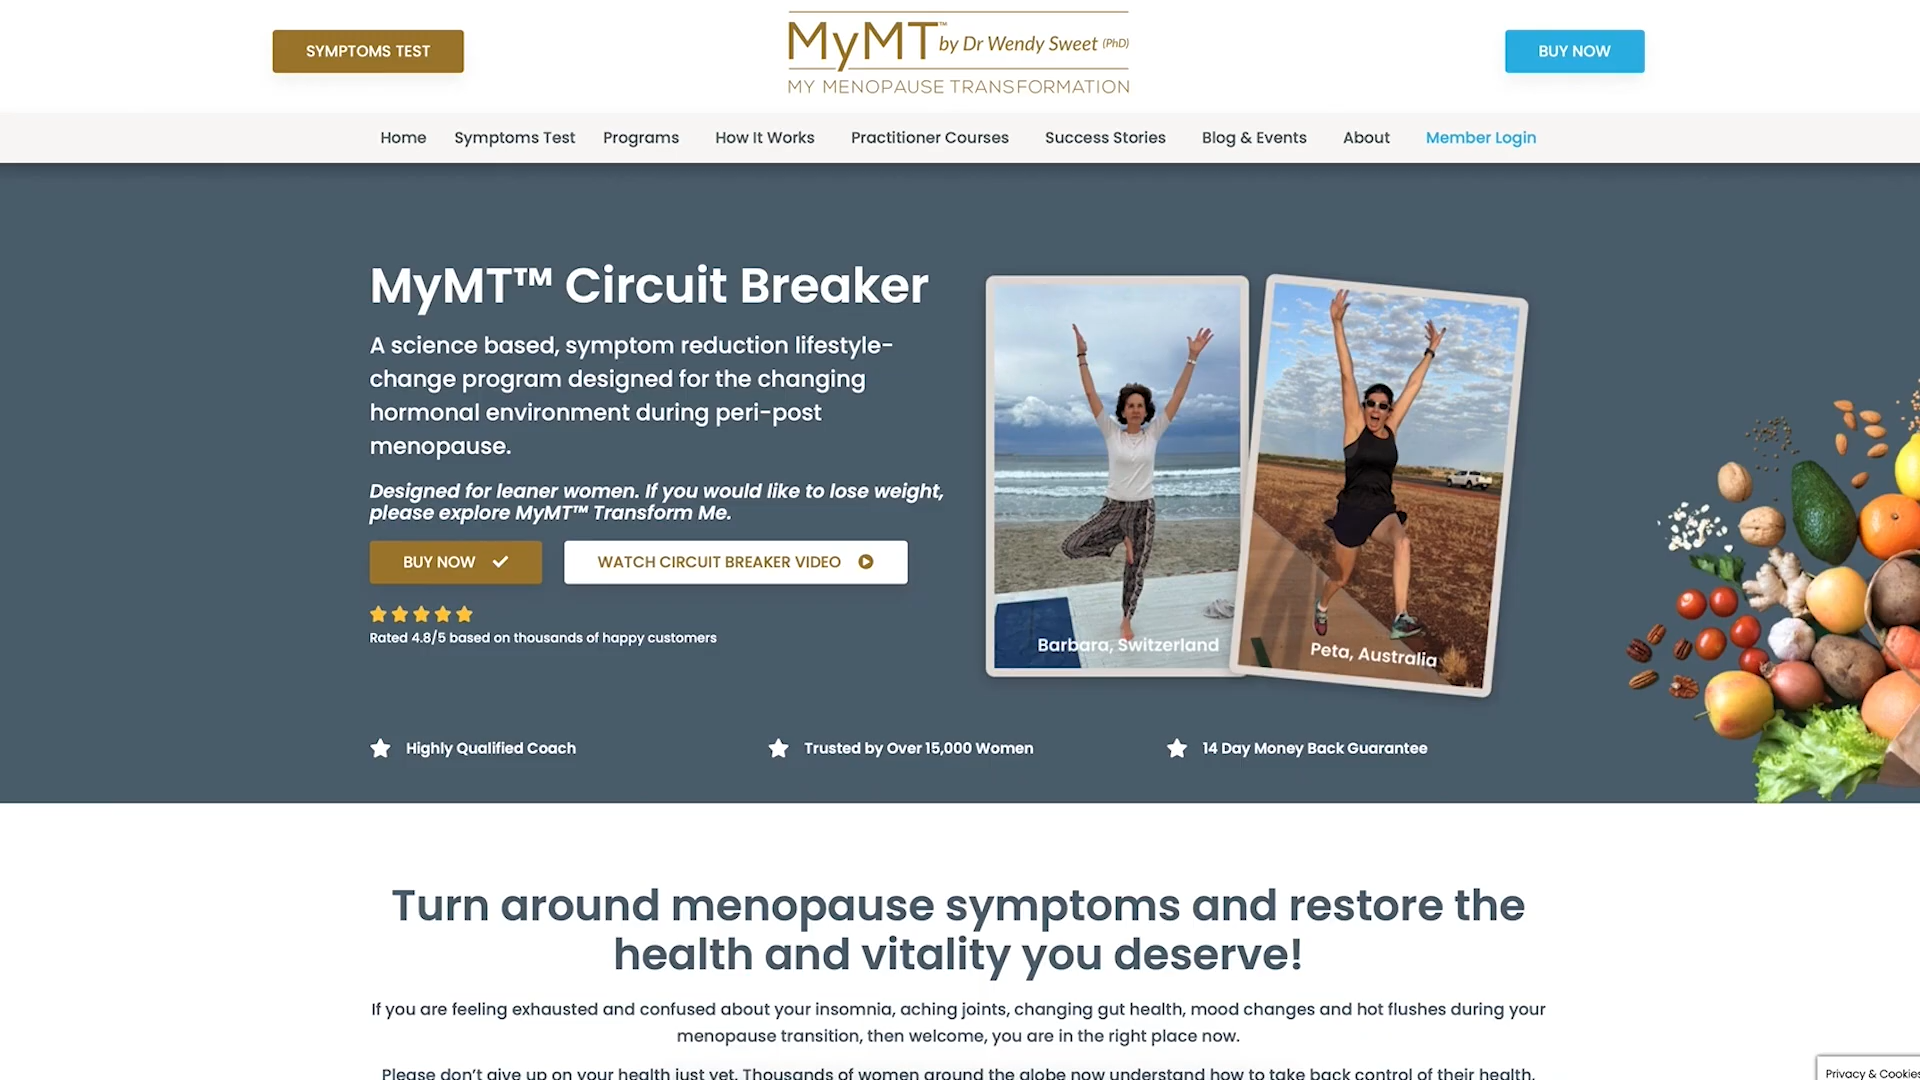 SYMPTOMS TEST
MyMT™ by Dr Wendy Sweet (PhD)
MY MENOPAUSE TRANSFORMATION
BUY NOW
Home Symptoms Test Programs How It Works Practitioner Courses Success Stories Blog & Events About Member Login
MyMT™ Circuit Breaker
A science based, symptom reduction lifestyle-
change program designed for the changing
hormonal environment during peri-post
menopause.
Designed for leaner women. If you would like to lose weight,
please explore MyMT™ Transform Me.
BUY NOW
WATCH CIRCUIT BREAKER VIDEO
Rated 4.8/5 based on thousands of happy customers
Barbara, Switzerland
Peta, Australia
Highly Qualified Coach
Trusted by Over 15,000 Women
14 Day Money Back Guarantee
Turn around menopause symptoms and restore the
health and vitality you deserve!
If you are feeling exhausted and confused about your insomnia, aching joints, changing gut health, mood changes and hot flushes during your
menopause transition, then welcome, you are in the right place now.
Please don't give up on your health just yet. Thousands of women around the globe now understand how to take back control of their health,
Privacy & Cookies